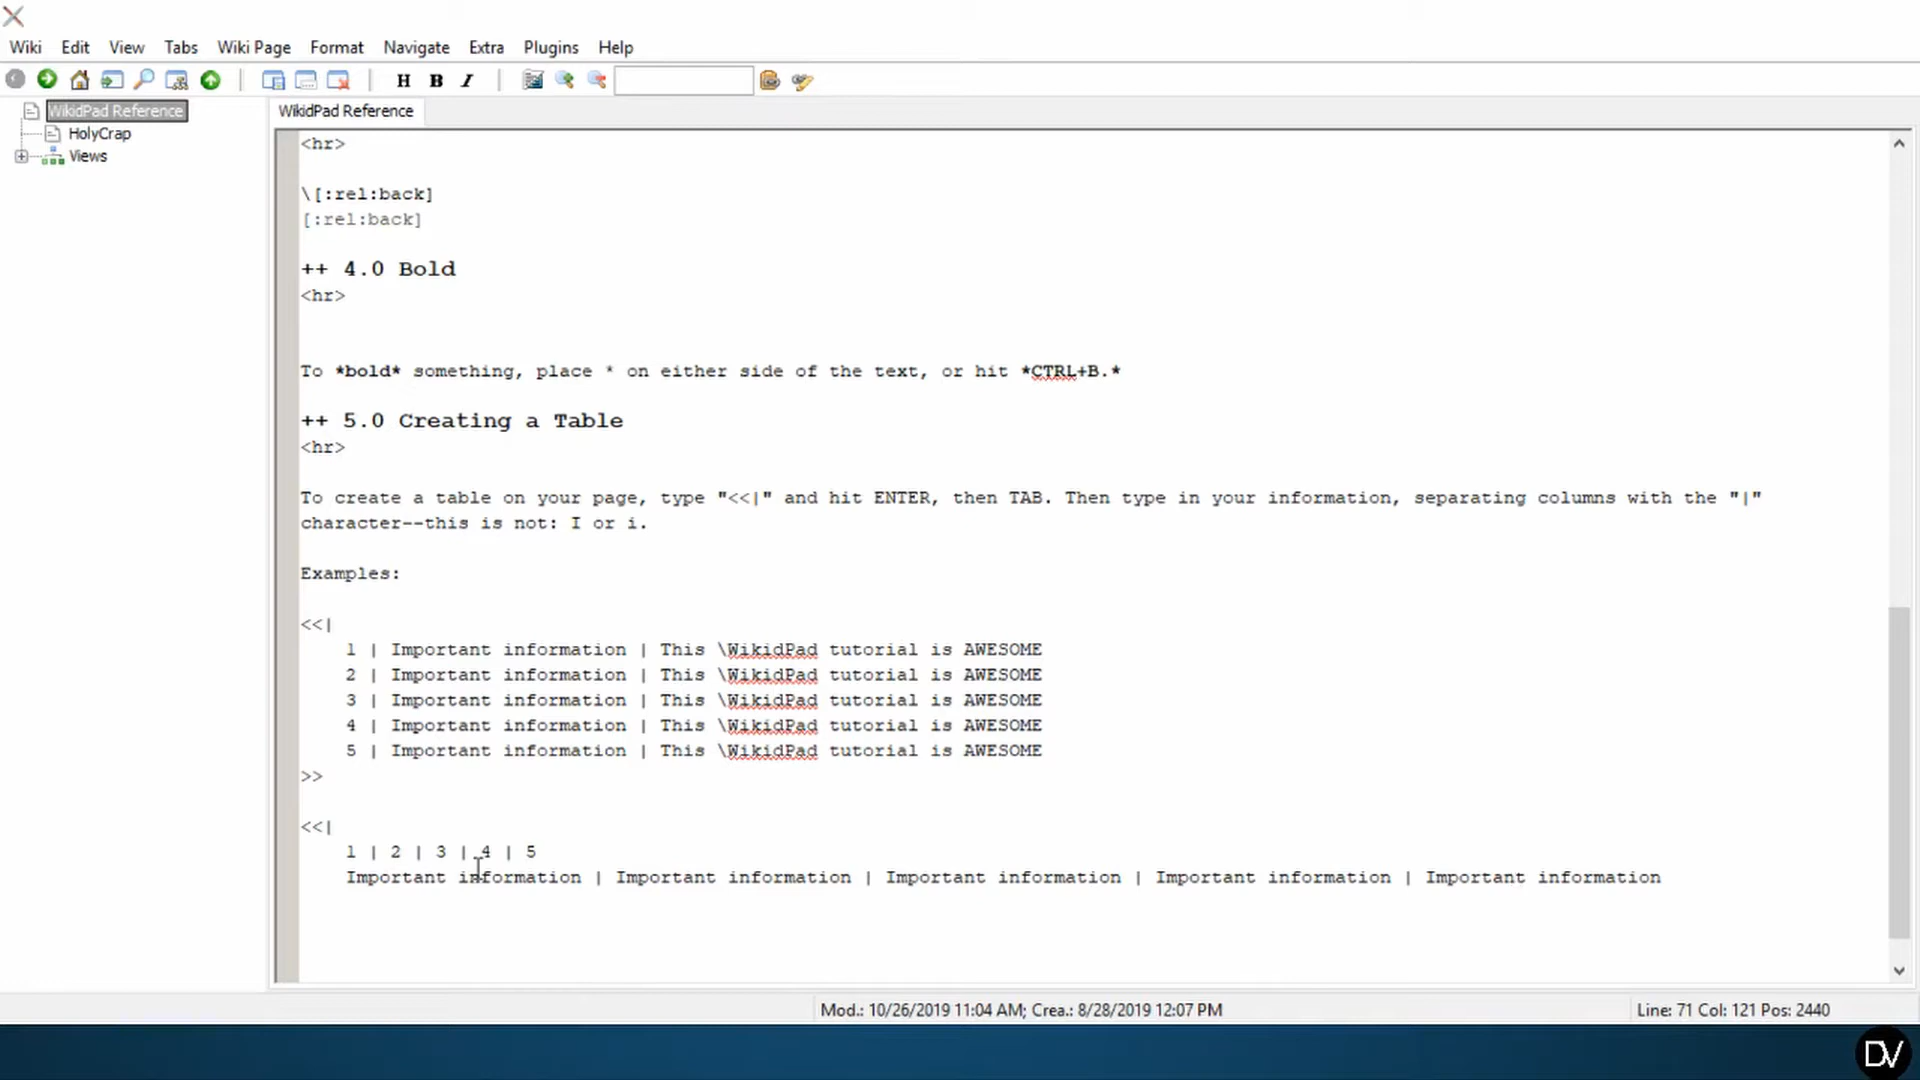 Wiki Edit View Tabs Wiki Page Format Navigate Extra Plugins Help
H B I
WikidPad Reference
HolyCrap
Views
WikidPad Reference
<hr>
\[:rel:back]
[:rel:back]
++ 4.0 Bold
<hr>
To *bold* something, place * on either side of the text, or hit *CTRL+B.*
++ 5.0 Creating a Table
<hr>
To create a table on your page, type "<<|" and hit ENTER, then TAB. Then type in your information, separating columns with the "|"
character--this is not: I or i.
Examples:
<<|
1 | Important information | This \WikidPad tutorial is AWESOME
2 | Important information | This \WikidPad tutorial is AWESOME
3 | Important information | This \WikidPad tutorial is AWESOME
4 | Important information | This \WikidPad tutorial is AWESOME
5 | Important information | This \WikidPad tutorial is AWESOME
>>
<<|
1 | 2 | 3 | 4 | 5
Important information | Important information | Important information | Important information | Important information
Mod.: 10/26/2019 11:04 AM; Crea.: 8/28/2019 12:07 PM
Line: 71 Col: 121 Pos: 2440
DV